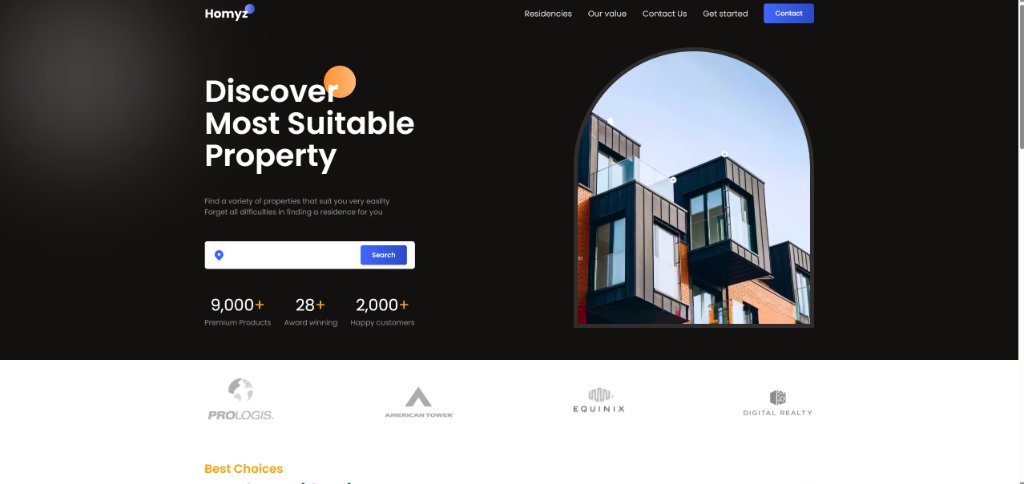 Homyz
Residencies
Our value
Contact Us
Get started
Contact
Discover
Most Suitable
Property
Find a variety of properties that suit you very easilty
Forget all difficulties in finding a residence for you
Search
9,000+
28+
2,000+
Premium Products
Award winning
Happy customers
PROLOGIS.
AMERICAN TOWER
EQUINIX
DIGITAL REALTY
Best Choices